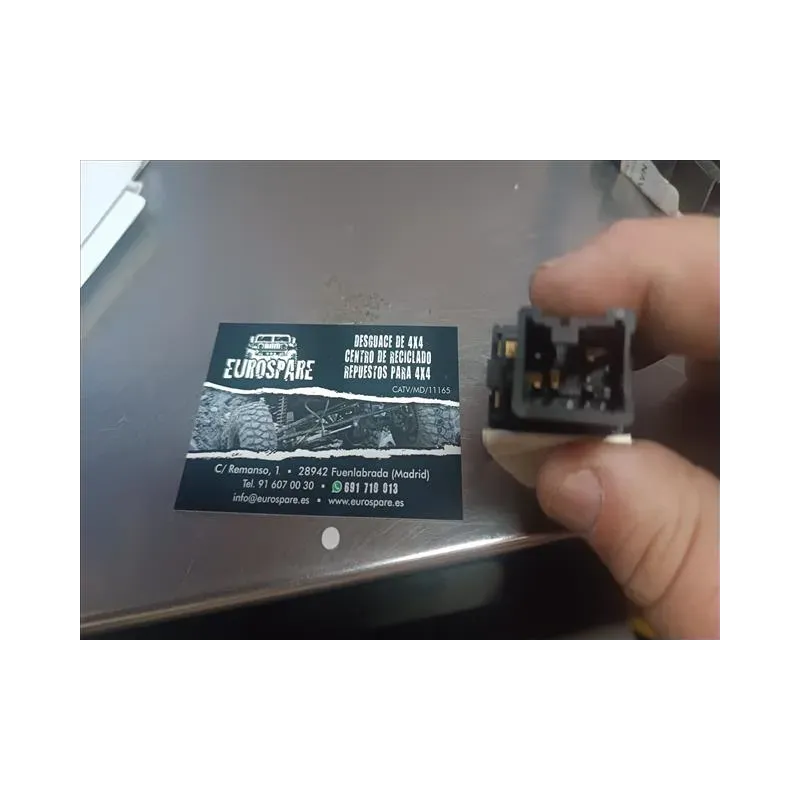 EUROSPARE
DESGUACE DE 4X4
CENTRO DE RECICLADO
REPUESTOS PARA 4X4
CATV/MD/11165
C/ Remanso, 1 • 28942 Fuenlabrada (Madrid)
Tel. 91 607 00 30 • 691 710 013
info@eurospare.es • www.eurospare.es